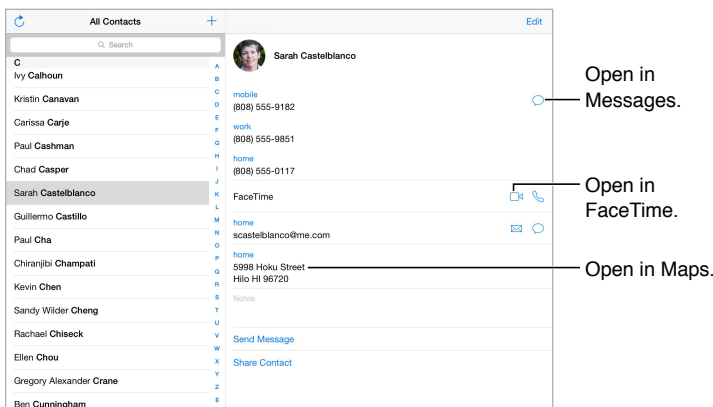 All Contacts
+
Edit
Search
C
Ivy Calhoun
Kristin Canavan
Carissa Carje
Paul Cashman
Chad Casper
Sarah Castelblanco
Guillermo Castillo
Paul Cha
Chiranjibi Champati
Kevin Chen
Sandy Wilder Cheng
Rachael Chiseck
Ellen Chou
Gregory Alexander Crane
Ben Cunningham
A
B
C
D
E
F
G
H
I
J
K
L
M
N
O
P
Q
R
S
T
U
V
W
X
Y
Z
#
Sarah Castelblanco
mobile
(808) 555-9182
work
(808) 555-9851
home
(808) 555-0117
FaceTime
home
scastelblanco@me.com
home
5998 Hoku Street
Hilo HI 96720
Notes
Send Message
Share Contact
Open in
Messages.
Open in
FaceTime.
Open in Maps.